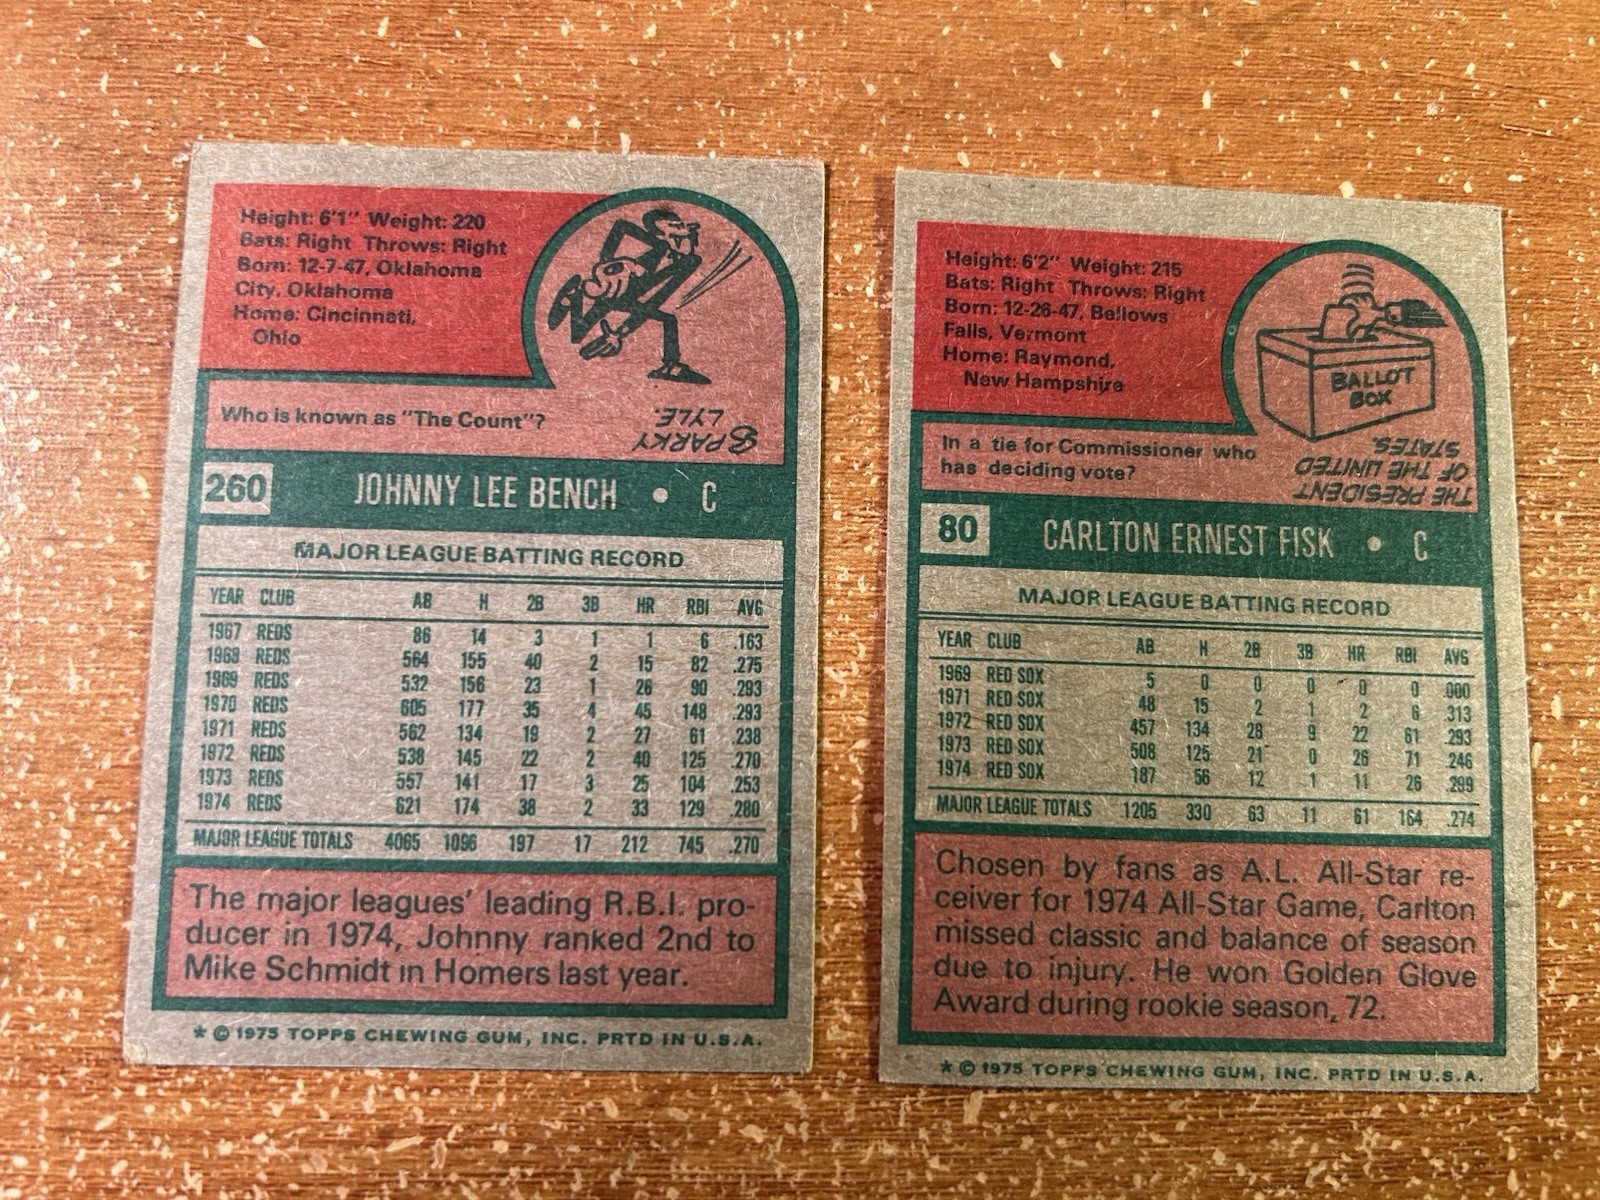 Height: 6'1" Weight: 220
Bats: Right Throws: Right
Born: 12-7-47, Oklahoma
City, Oklahoma
Home: Cincinnati,
Ohio
Who is known as "The Count"?
SPARKY
LYLE.
260 JOHNNY LEE BENCH • C
MAJOR LEAGUE BATTING RECORD
YEAR CLUB AB H 2B 3B HR RBI AVG
1967 REDS 86 14 3 1 1 6 .163
1968 REDS 564 155 40 2 15 82 .275
1969 REDS 532 156 23 1 26 90 .293
1970 REDS 605 177 35 4 45 148 .293
1971 REDS 562 134 19 2 27 61 .238
1972 REDS 538 145 22 2 40 125 .270
1973 REDS 557 141 17 3 25 104 .253
1974 REDS 621 174 38 2 33 129 .280
MAJOR LEAGUE TOTALS 4065 1096 197 17 212 745 .270
The major leagues' leading R.B.I. pro-
ducer in 1974, Johnny ranked 2nd to
Mike Schmidt in Homers last year.
* © 1975 TOPPS CHEWING GUM, INC. PRTD IN U.S.A.
Height: 6'2" Weight: 215
Bats: Right Throws: Right
Born: 12-26-47, Bellows
Falls, Vermont
Home: Raymond,
New Hampshire
BALLOT
BOX
In a tie for Commissioner who
has deciding vote?
THE PRESIDENT
OF THE UNITED
STATES.
80 CARLTON ERNEST FISK • C
MAJOR LEAGUE BATTING RECORD
YEAR CLUB AB H 2B 3B HR RBI AVG
1969 RED SOX 5 0 0 0 0 0 .000
1971 RED SOX 48 15 2 1 2 6 .313
1972 RED SOX 457 134 28 9 22 61 .293
1973 RED SOX 508 125 21 0 26 71 .246
1974 RED SOX 187 56 12 1 11 26 .299
MAJOR LEAGUE TOTALS 1205 330 63 11 61 164 .274
Chosen by fans as A.L. All-Star re-
ceiver for 1974 All-Star Game, Carlton
missed classic and balance of season
due to injury. He won Golden Glove
Award during rookie season, 72.
* © 1975 TOPPS CHEWING GUM, INC. PRTD IN U.S.A.